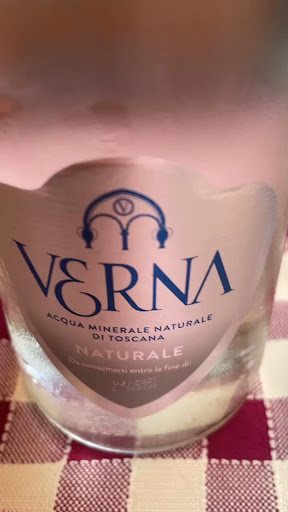 V
VERNA
ACQUA MINERALE NATURALE
DI TOSCANA
NATURALE
Da consumarsi entro la fine di: